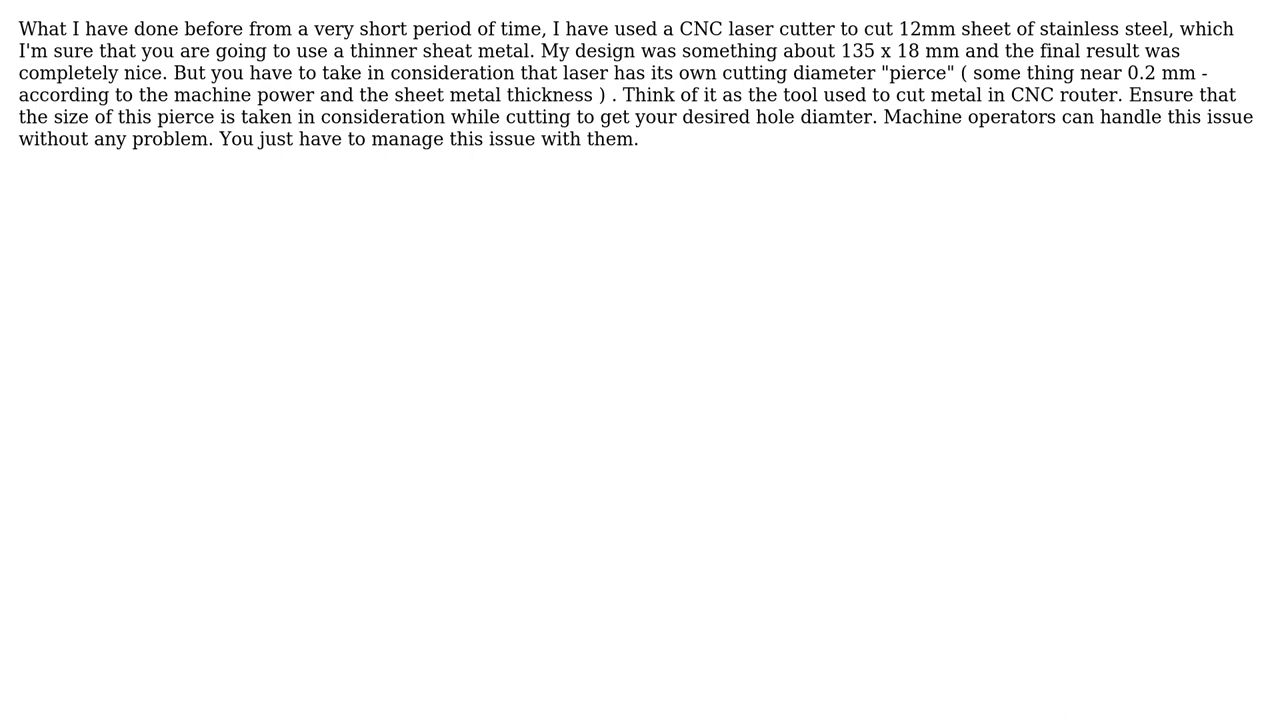 What I have done before from a very short period of time, I have used a CNC laser cutter to cut 12mm sheet of stainless steel, which
I'm sure that you are going to use a thinner sheat metal. My design was something about 135 x 18 mm and the final result was
completely nice. But you have to take in consideration that laser has its own cutting diameter "pierce" ( some thing near 0.2 mm -
according to the machine power and the sheet metal thickness ) . Think of it as the tool used to cut metal in CNC router. Ensure that
the size of this pierce is taken in consideration while cutting to get your desired hole diamter. Machine operators can handle this issue
without any problem. You just have to manage this issue with them.